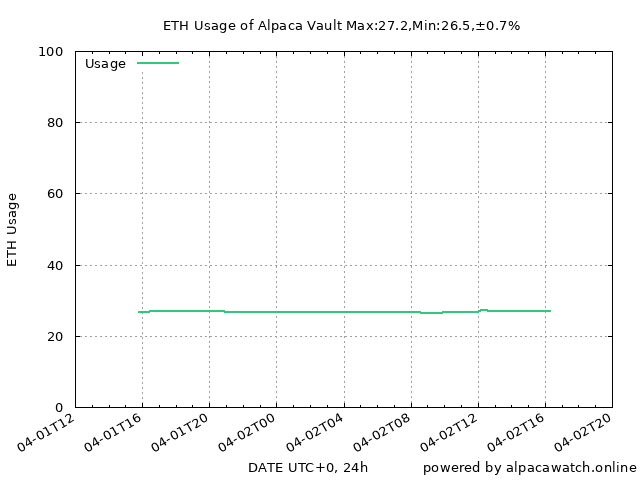 ETH Usage of Alpaca Vault Max:27.2,Min:26.5,±0.7%
Usage
ETH Usage
100
80
60
40
20
0
04-01T12
04-01T16
04-01T20
04-02T00
04-02T04
04-02T08
04-02T12
04-02T16
04-02T20
DATE UTC+0, 24h
powered by alpacawatch.online